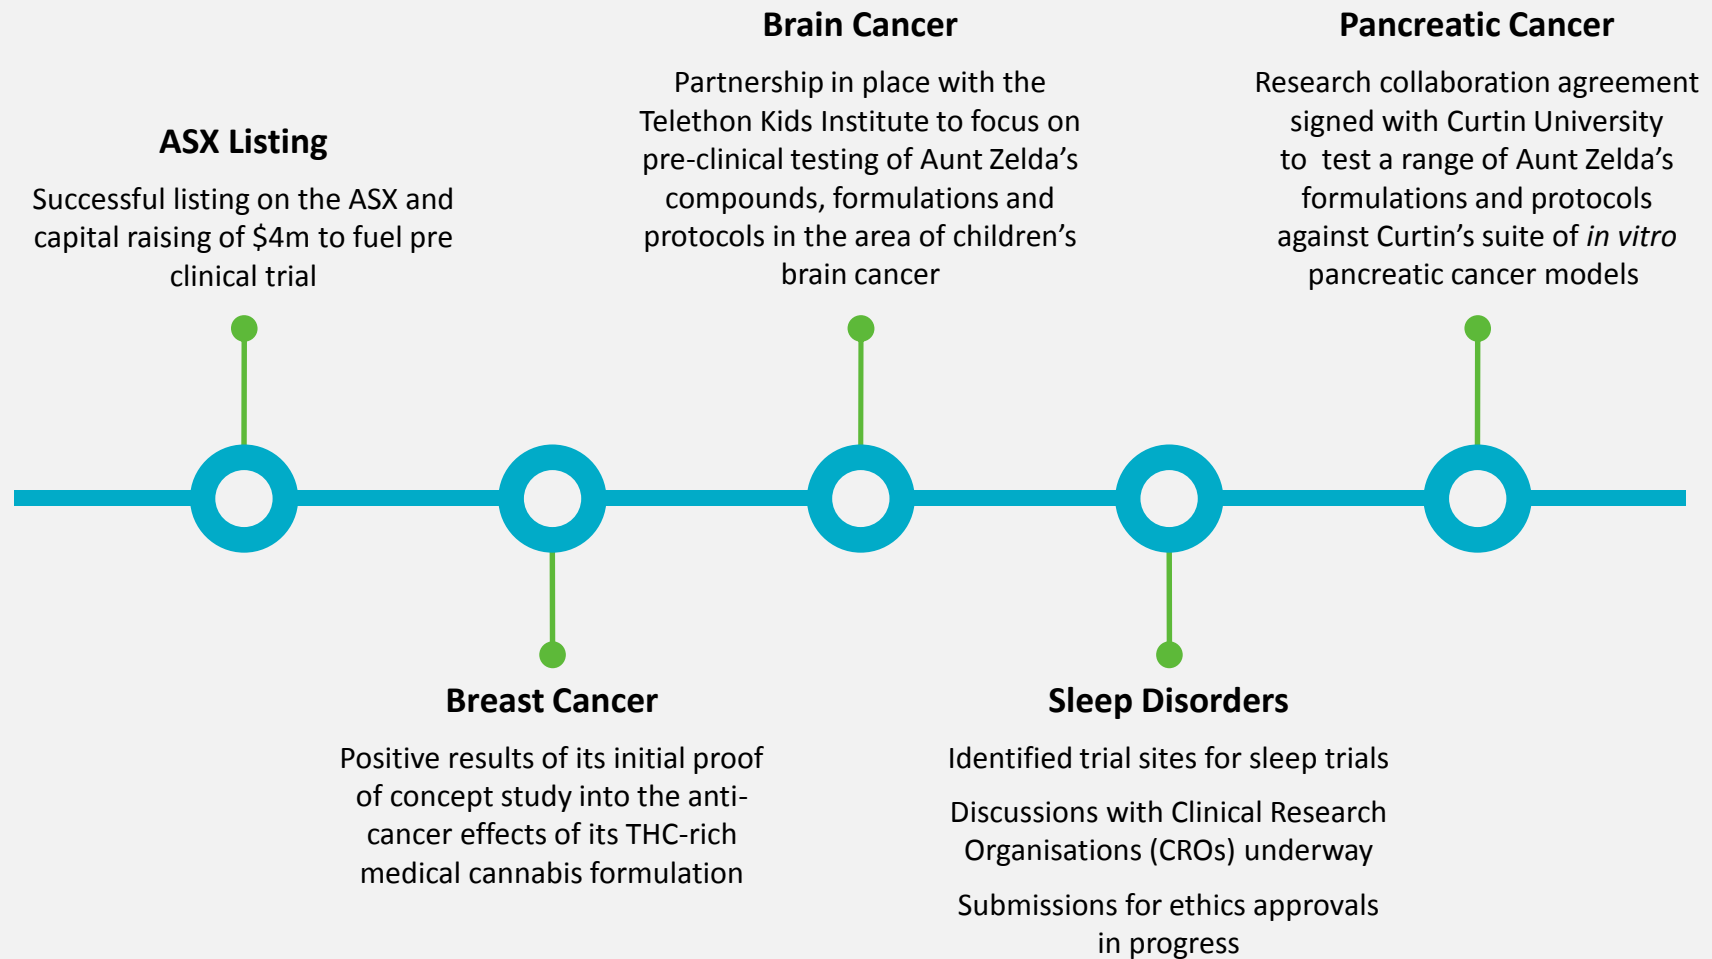 ASX Listing
Successful listing on the ASX and
capital raising of $4m to fuel pre
clinical trial
Breast Cancer
Positive results of its initial proof
of concept study into the anti-
cancer effects of its THC-rich
medical cannabis formulation
Brain Cancer
Partnership in place with the
Telethon Kids Institute to focus on
pre-clinical testing of Aunt Zelda’s
compounds, formulations and
protocols in the area of children’s
brain cancer
Sleep Disorders
Identified trial sites for sleep trials
Discussions with Clinical Research
Organisations (CROs) underway
Submissions for ethics approvals
in progress
Pancreatic Cancer
Research collaboration agreement
signed with Curtin University
to  test a range of Aunt Zelda’s
formulations and protocols
against Curtin’s suite of in vitro
pancreatic cancer models